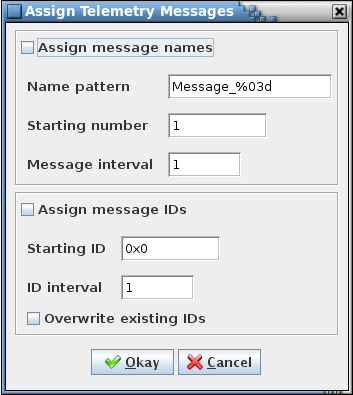 Assign Telemetry Messages
Assign message names
Name pattern Message_%03d
Starting number 1
Message interval 1
Assign message IDs
Starting ID 0x0
ID interval 1
Overwrite existing IDs
Okay Cancel